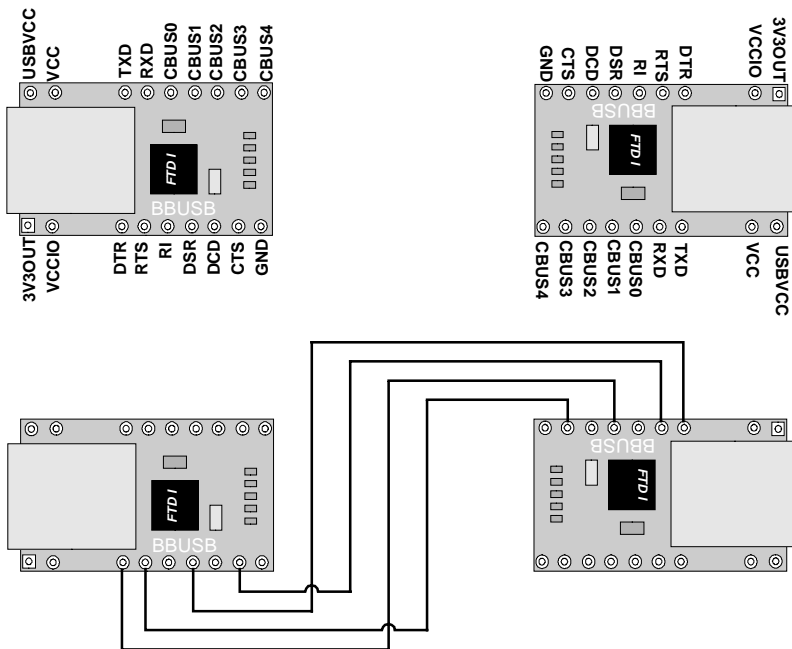 USBVCC
VCC
TXD
RXD
CBUS0
CBUS1
CBUS2
CBUS3
CBUS4
FTDI
BBUSB
3V3OUT
VCCIO
DTR
RTS
RI
DSR
DCD
CTS
GND
GND
CTS
DCD
DSR
RI
RTS
DTR
VCCIO
3V3OUT
BBUSB
FTDI
CBUS4
CBUS3
CBUS2
CBUS1
CBUS0
RXD
TXD
VCC
USBVCC
FTDI
BBUSB
BBUSB
FTDI